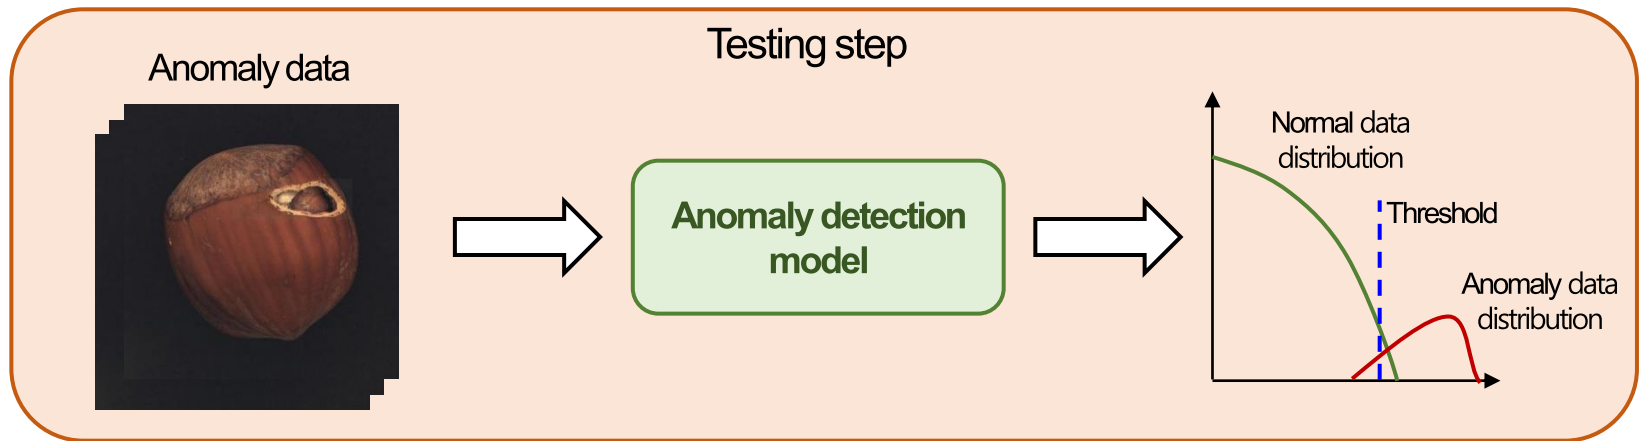 Testing step
Anomaly data
Anomaly detection
model
Normal data
distribution
Threshold
Anomaly data
distribution